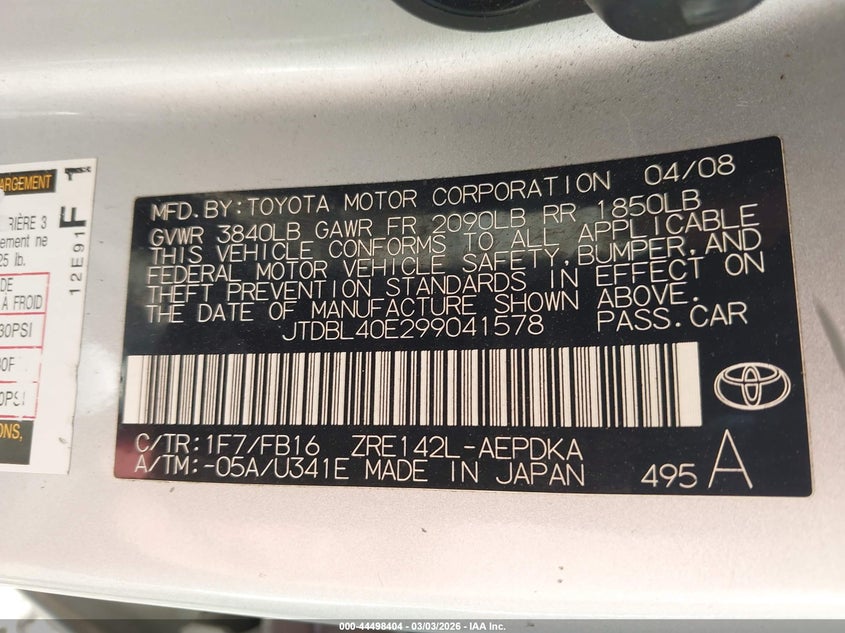 ARGEMENT
RIÈRE 3
ement ne
25 lb.
DE
À FROID
30PSI
0PSI
ONS,
F 1
12E91
MFD.BY:TOYOTA MOTOR CORPORATION 04/08
GVWR 3840LB GAWR FR 2090LB RR 1850LB
THIS VEHICLE CONFORMS TO ALL APPLICABLE
FEDERAL MOTOR VEHICLE SAFETY,BUMPER,AND
THEFT PREVENTION STANDARDS IN EFFECT ON
THE DATE OF MANUFACTURE SHOWN ABOVE.
JTDBL40E299041578 PASS.CAR
C/TR:1F7/FB16 ZRE142L-AEPDKA
A/TM:-05A/U341E MADE IN JAPAN 495 A
000-44498404 - 03/03/2026 - IAA Inc.